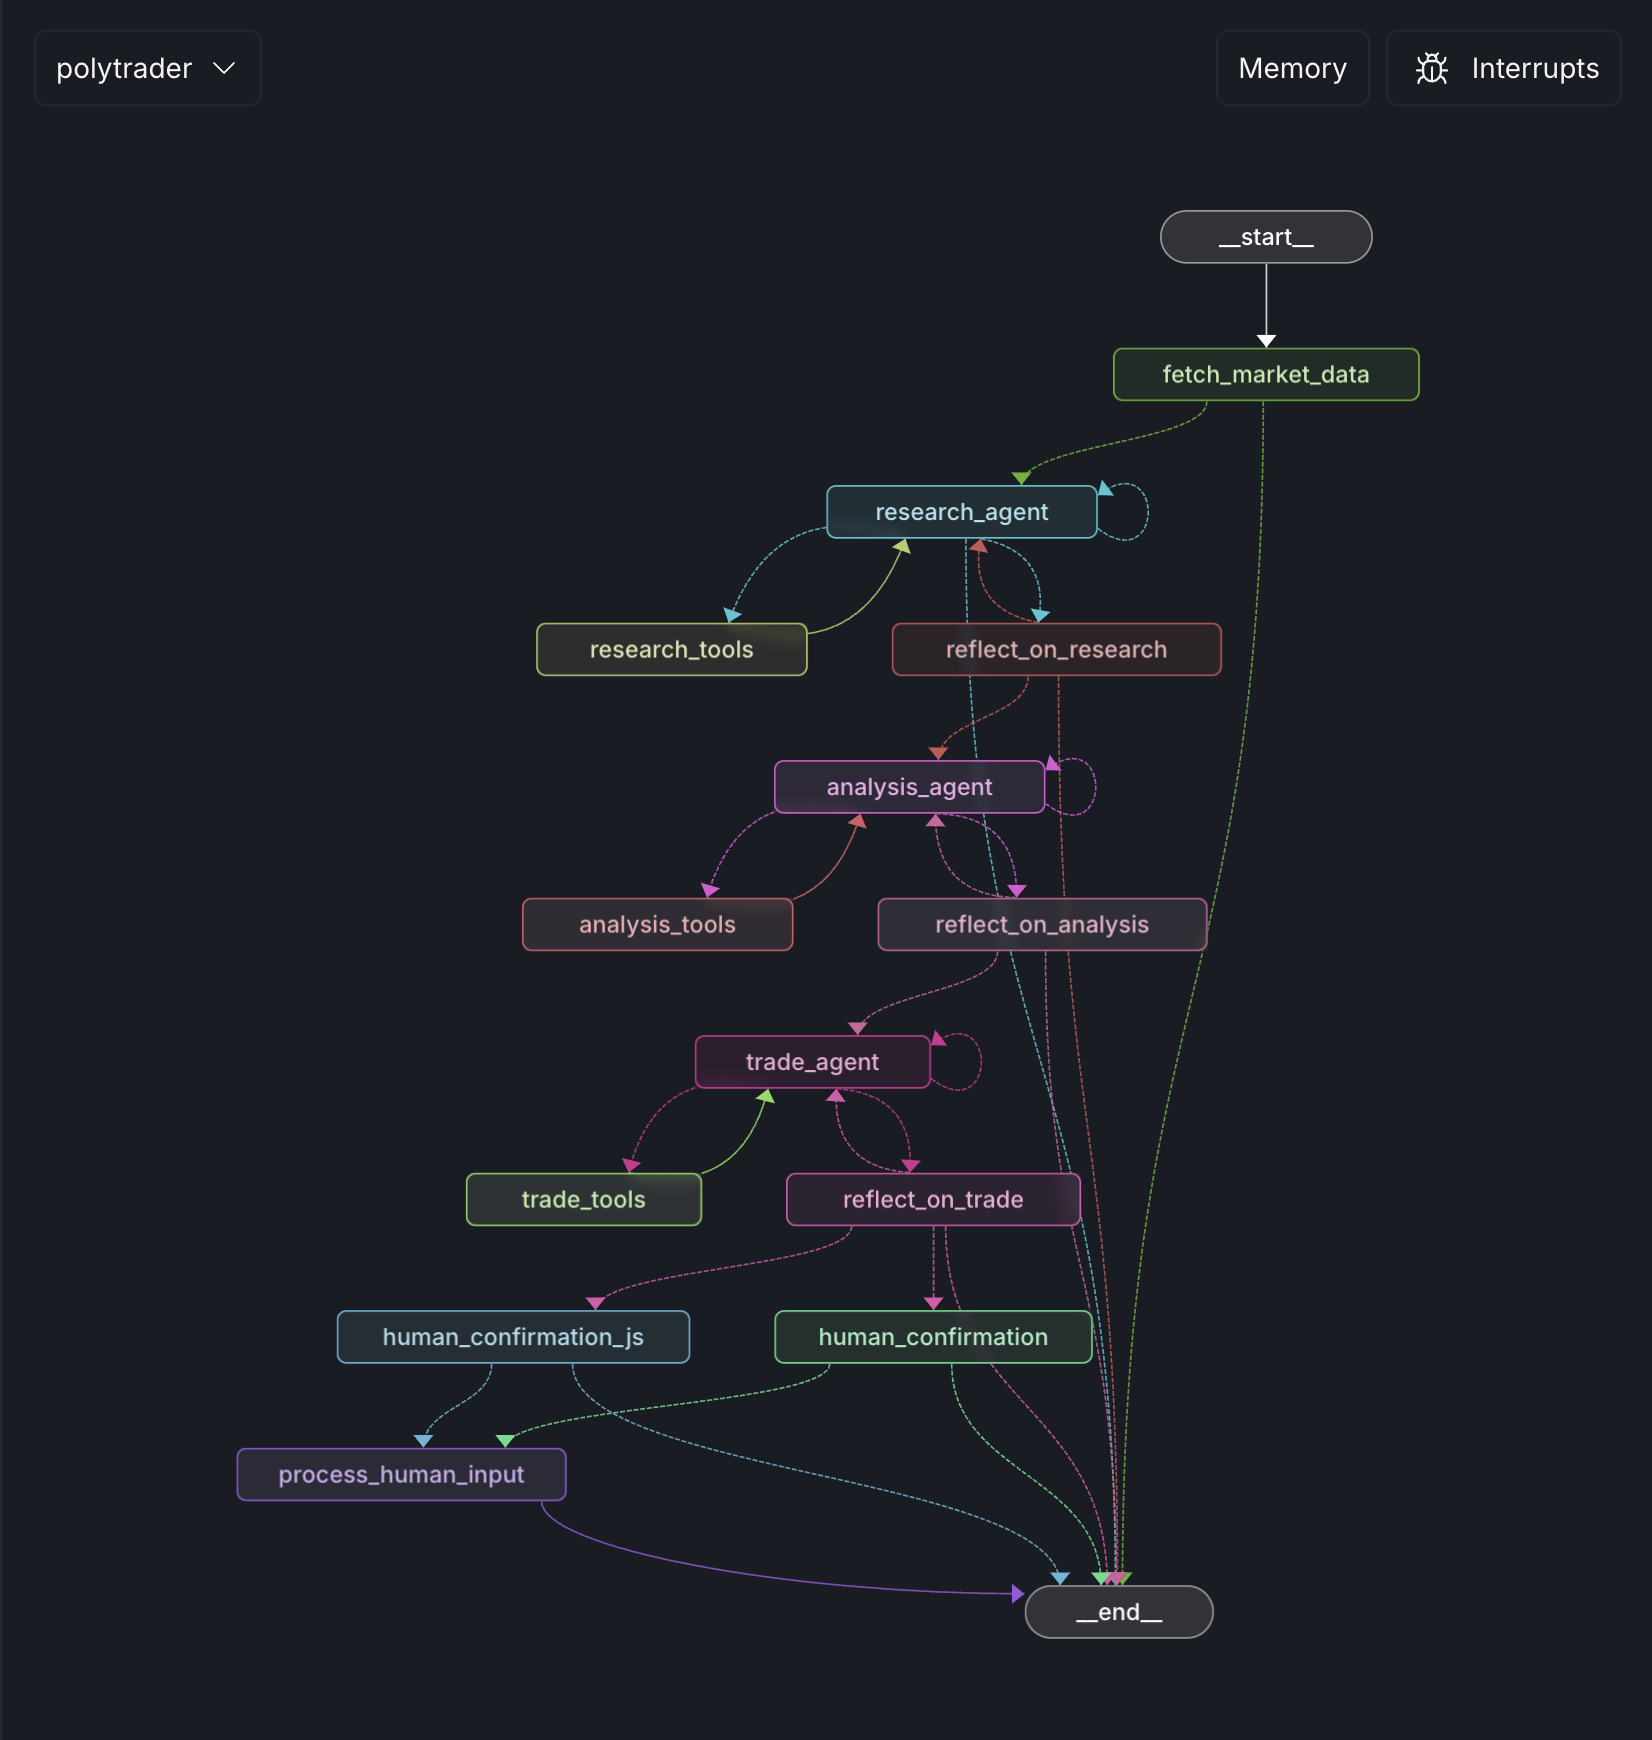 polytrader
Memory
Interrupts
__start__
fetch_market_data
research_agent
research_tools
reflect_on_research
analysis_agent
analysis_tools
reflect_on_analysis
trade_agent
trade_tools
reflect_on_trade
human_confirmation_js
human_confirmation
process_human_input
__end__